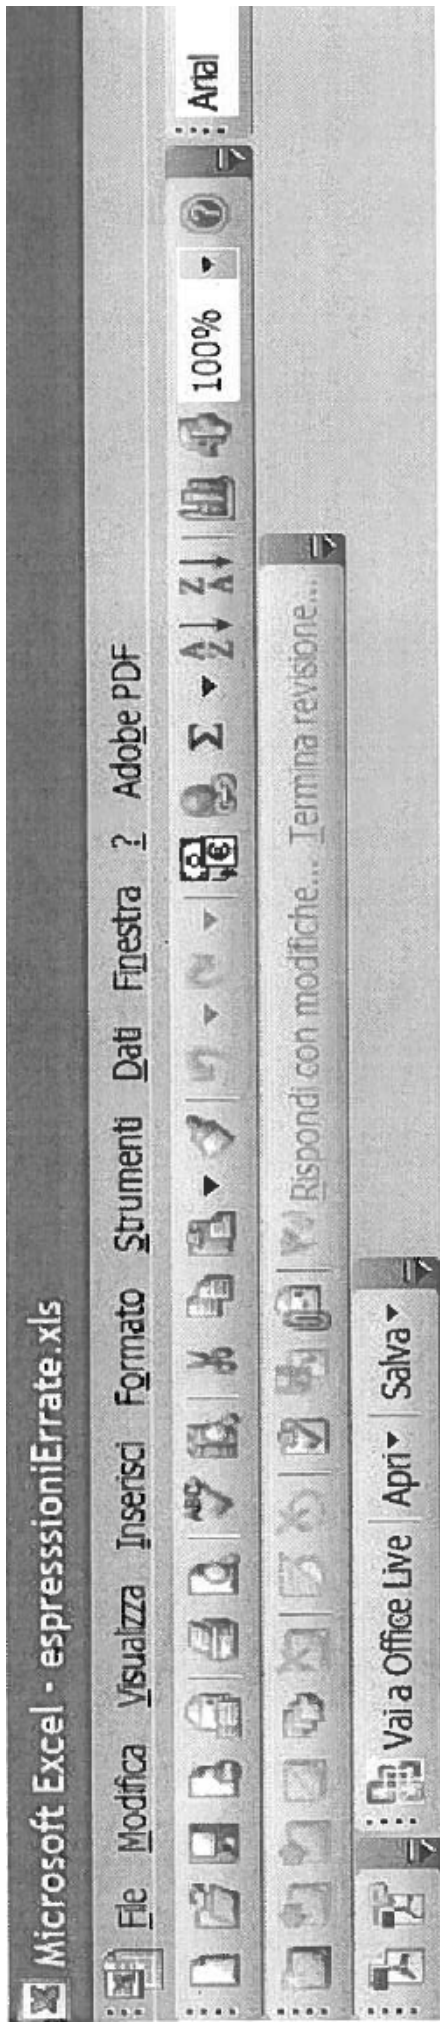 Microsoft Excel - espresssioniErrate.xls
File Modifica Visualizza Inserisci Formato Strumenti Dati Finestra ? Adobe PDF
ABC € Σ A Z Z A 100% ? Arial
Rispondi con modifiche... Termina revisione...
Vai a Office Live Apri Salva